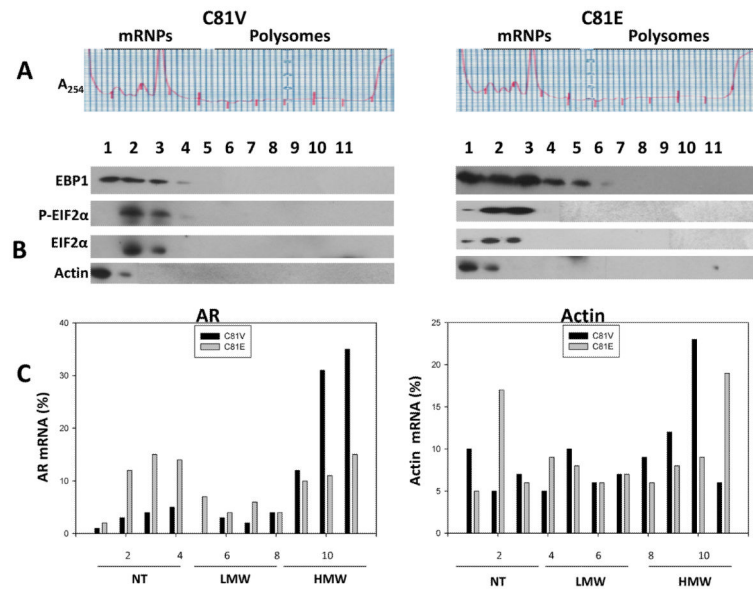 C81V C81E
mRNPs Polysomes mRNPs Polysomes
A
A254
1 2 3 4 5 6 7 8 9 10 11 1 2 3 4 5 6 7 8 9 10 11
EBP1
P-EIF2α
B
EIF2α
Actin
C
AR
40
30
20
10
0
AR mRNA (%)
C81V
C81E
2 4 6 8 10
NT LMW HMW
Actin
25
20
15
10
5
0
Actin mRNA (%)
C81V
C81E
2 4 6 8 10
NT LMW HMW